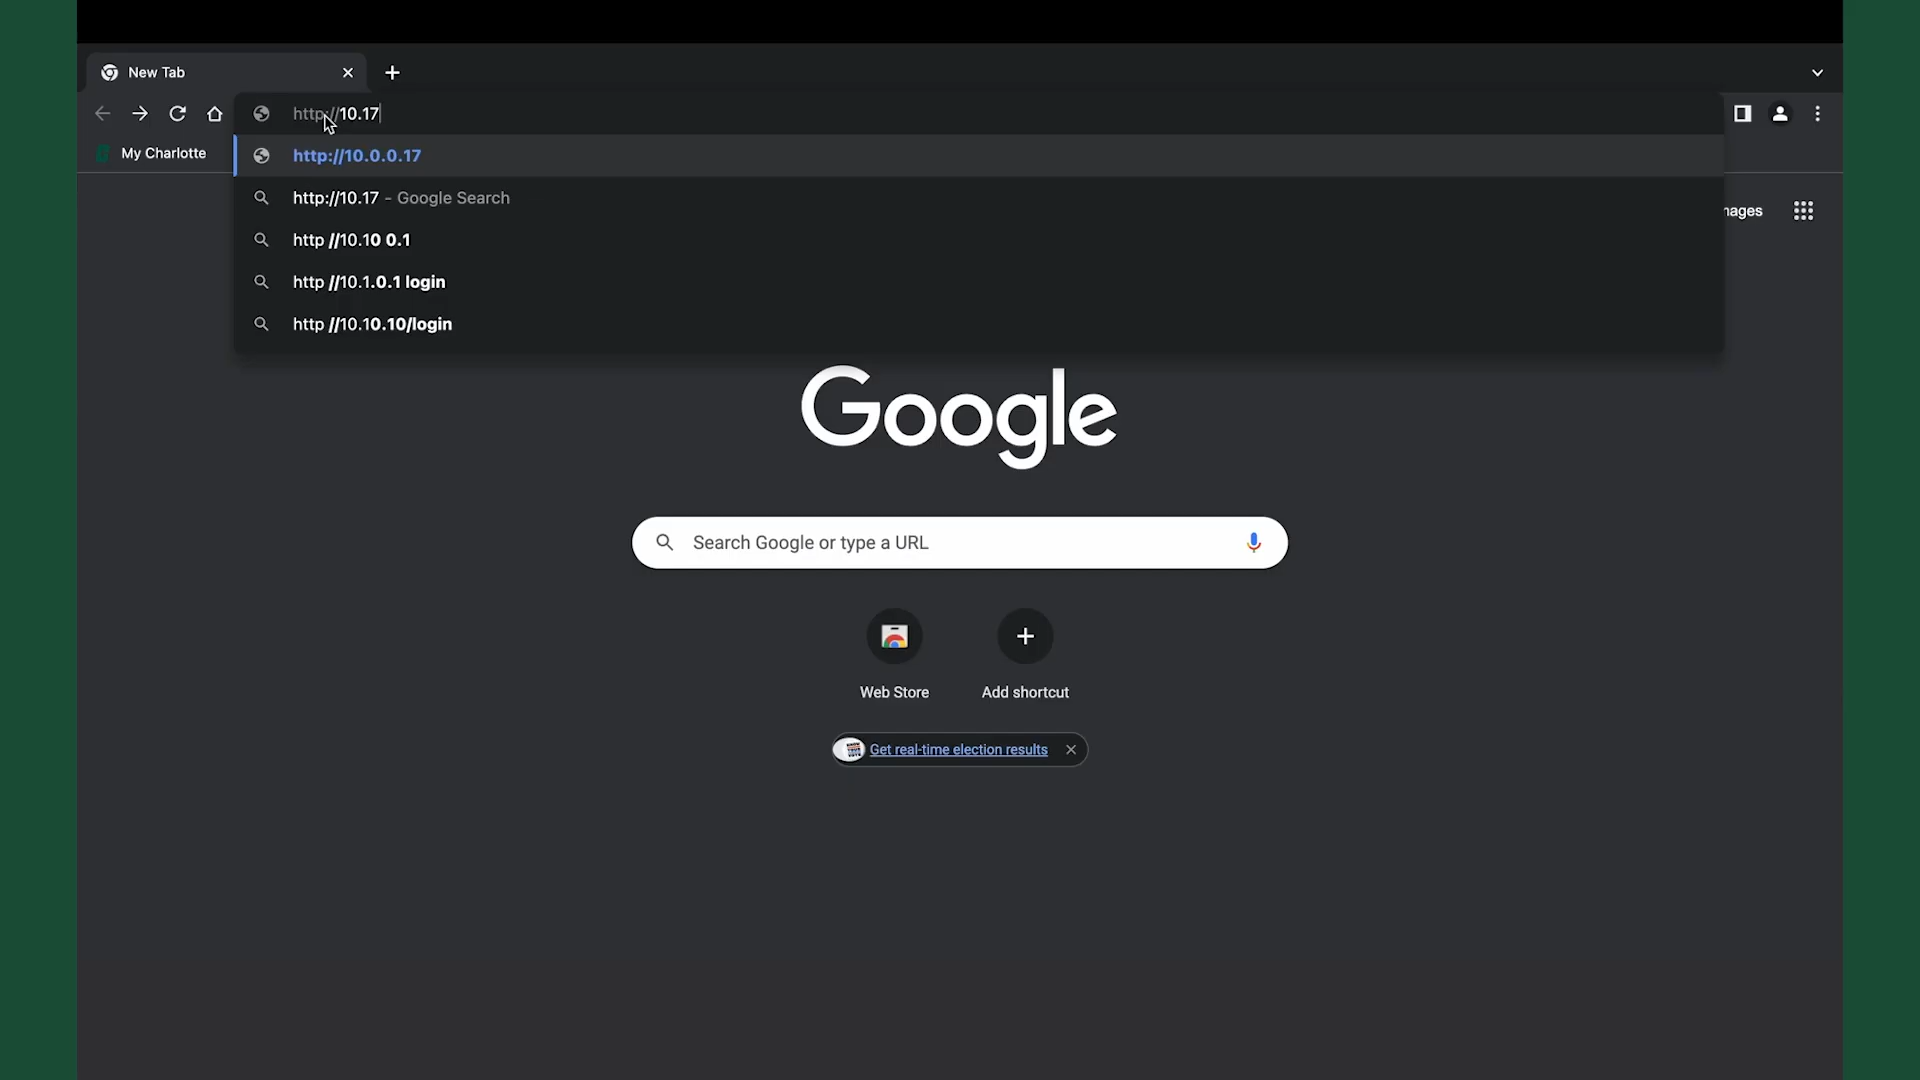 New Tab
http://10.17
My Charlotte
http://10.0.0.17
http://10.17 - Google Search
http //10.10 0.1
http //10.1.0.1 login
http //10.10.10/login
Google
Search Google or type a URL
Web Store
Add shortcut
Get real-time election results